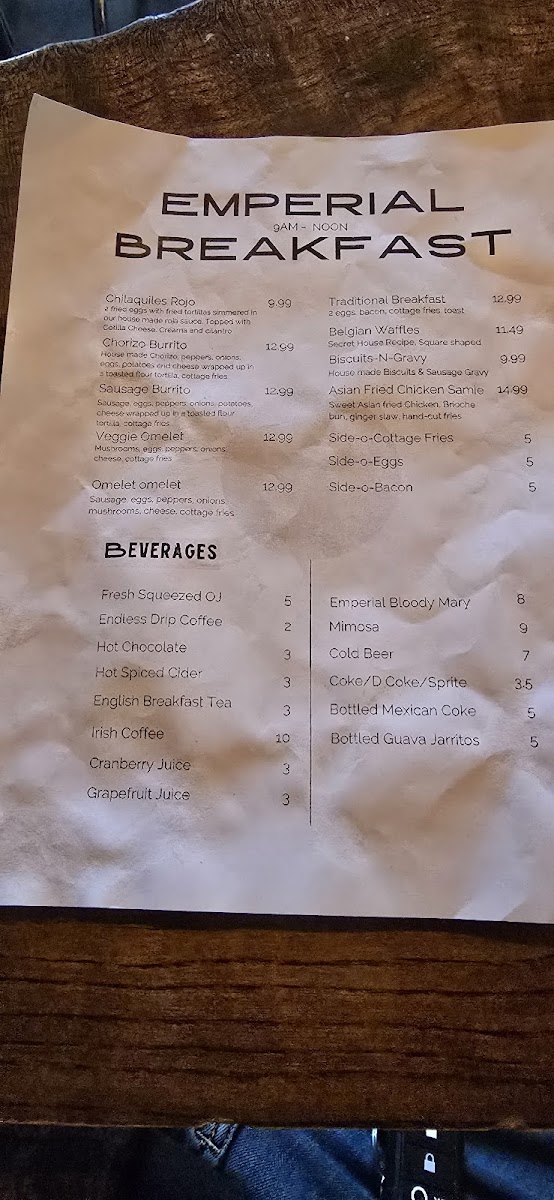 EMPERIAL
9AM - NOON
BREAKFAST
Chilaquiles Rojo 9.99
2 fried eggs with fried tortillas simmered in
our house made rojo sauce. Toppes with
Cotija Cheese, Creama and cilantro
Chorizo Burrito 12.99
House made Chorizo, peppers, onions,
eggs, potatoes and cheese wrapped up in
a toasted flour tortilla, cottage fries
Sausage Burrito 12.99
Sausage, eggs, peppers, onions, potatoes,
cheese wrapped up in a toasted flour
tortilla, cottage fries
Veggie Omelet 12.99
Mushrooms, eggs, peppers, onions,
cheese, cottage fries
Omelet omelet 12.99
Sausage, eggs, peppers, onions,
mushrooms, cheese, cottage fries
Traditional Breakfast 12.99
2 eggs, bacon, cottage fries, toast
Belgian Waffles 11.49
Secret House Recipe, Square shaped
Biscuits-N-Gravy 9.99
House made Biscuits & Sausage Gravy
Asian Fried Chicken Samie 14.99
Sweet Asian fried Chicken, Brioche
bun, ginger slaw, hand-cut fries
Side-o-Cottage Fries 5
Side-o-Eggs 5
Side-o-Bacon 5
BEVERAGES
Fresh Squeezed OJ 5
Endless Drip Coffee 2
Hot Chocolate 3
Hot Spiced Cider 3
English Breakfast Tea 3
Irish Coffee 10
Cranberry Juice 3
Grapefruit Juice 3
Emperial Bloody Mary 8
Mimosa 9
Cold Beer 7
Coke/D Coke/Sprite 3.5
Bottled Mexican Coke 5
Bottled Guava Jarritos 5